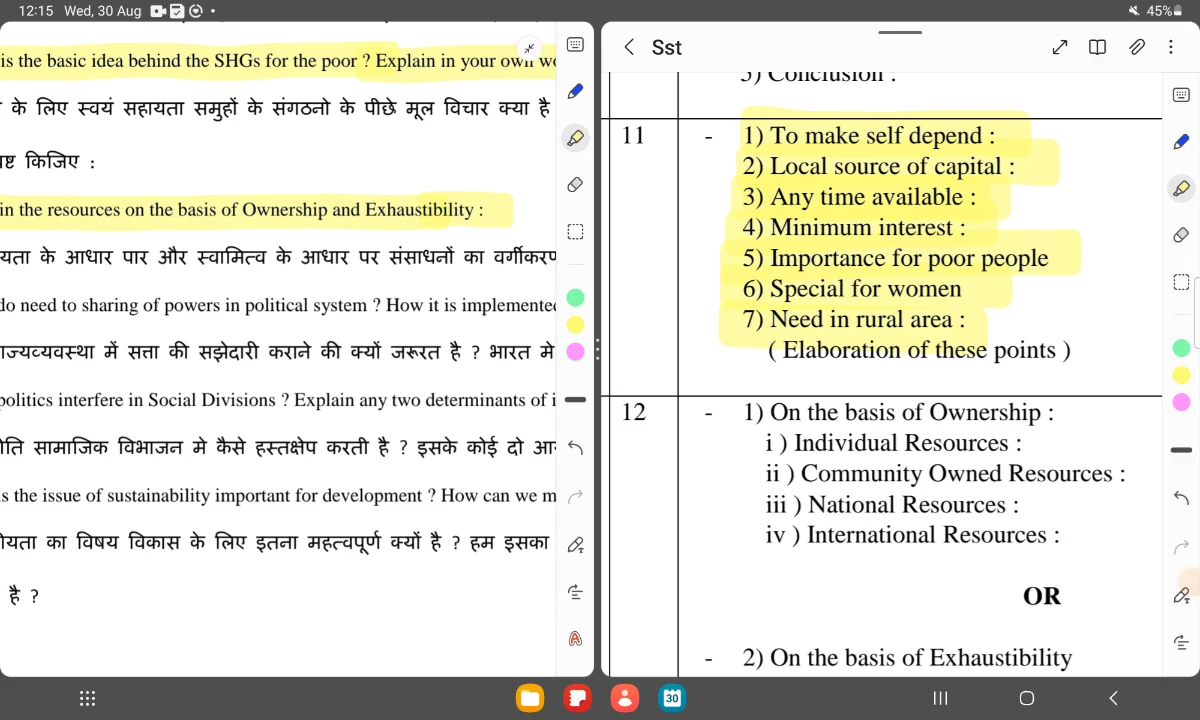 12:15 Wed, 30 Aug
45%
is the basic idea behind the SHGs for the poor ? Explain in your own wo
के लिए स्वयं सहायता समुहों के संगठनो के पीछे मूल विचार क्या है
ष्ट किजिए :
in the resources on the basis of Ownership and Exhaustibility :
यता के आधार पार और स्वामित्व के आधार पर संसाधनों का वर्गीकरण
do need to sharing of powers in political system ? How it is implemented
राज्यव्यवस्था में सत्ता की सझेदारी कराने की क्यों जरूरत है ? भारत मे
politics interfere in Social Divisions ? Explain any two determinants of i
ति सामाजिक विभाजन मे कैसे हस्तक्षेप करती है ? इसके कोई दो
s the issue of sustainability important for development ? How can we m
यता का विषय विकास के लिए इतना महत्वपूर्ण क्यों है ? हम इसका
है ?
Sst
3) Conclusion :
11 - 1) To make self depend :
2) Local source of capital :
3) Any time available :
4) Minimum interest :
5) Importance for poor people
6) Special for women
7) Need in rural area :
( Elaboration of these points )
12 - 1) On the basis of Ownership :
i ) Individual Resources :
ii ) Community Owned Resources :
iii ) National Resources :
iv ) International Resources :
OR
- 2) On the basis of Exhaustibility
30